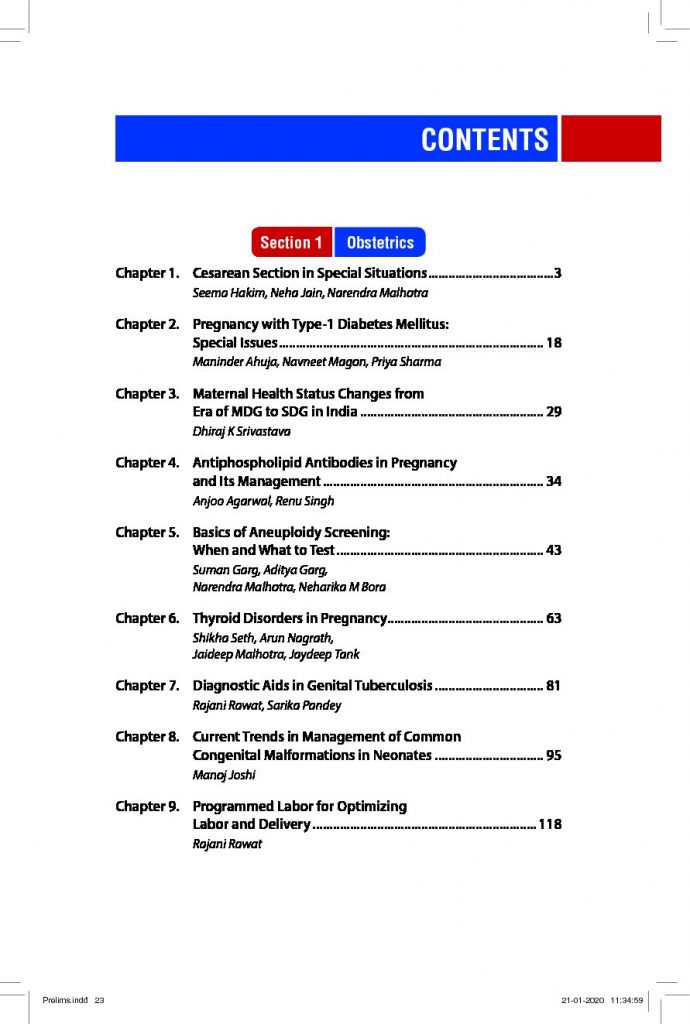 CONTENTS
Section 1 Obstetrics
Chapter 1. Cesarean Section in Special Situations.....................................3
Seema Hakim, Neha Jain, Narendra Malhotra
Chapter 2. Pregnancy with Type-1 Diabetes Mellitus:
Special Issues.............................................................................. 18
Maninder Ahuja, Navneet Magon, Priya Sharma
Chapter 3. Maternal Health Status Changes from
Era of MDG to SDG in India ...................................................... 29
Dhiraj K Srivastava
Chapter 4. Antiphospholipid Antibodies in Pregnancy
and Its Management ................................................................. 34
Anjoo Agarwal, Renu Singh
Chapter 5. Basics of Aneuploidy Screening:
When and What to Test............................................................. 43
Suman Garg, Aditya Garg,
Narendra Malhotra, Neharika M Bora
Chapter 6. Thyroid Disorders in Pregnancy.............................................. 63
Shikha Seth, Arun Nagrath,
Jaideep Malhotra, Jaydeep Tank
Chapter 7. Diagnostic Aids in Genital Tuberculosis ................................ 81
Rajani Rawat, Sarika Pandey
Chapter 8. Current Trends in Management of Common
Congenital Malformations in Neonates ................................ 95
Manoj Joshi
Chapter 9. Programmed Labor for Optimizing
Labor and Delivery .................................................................. 118
Rajani Rawat
Prelims.indd 23 21-01-2020 11:34:59